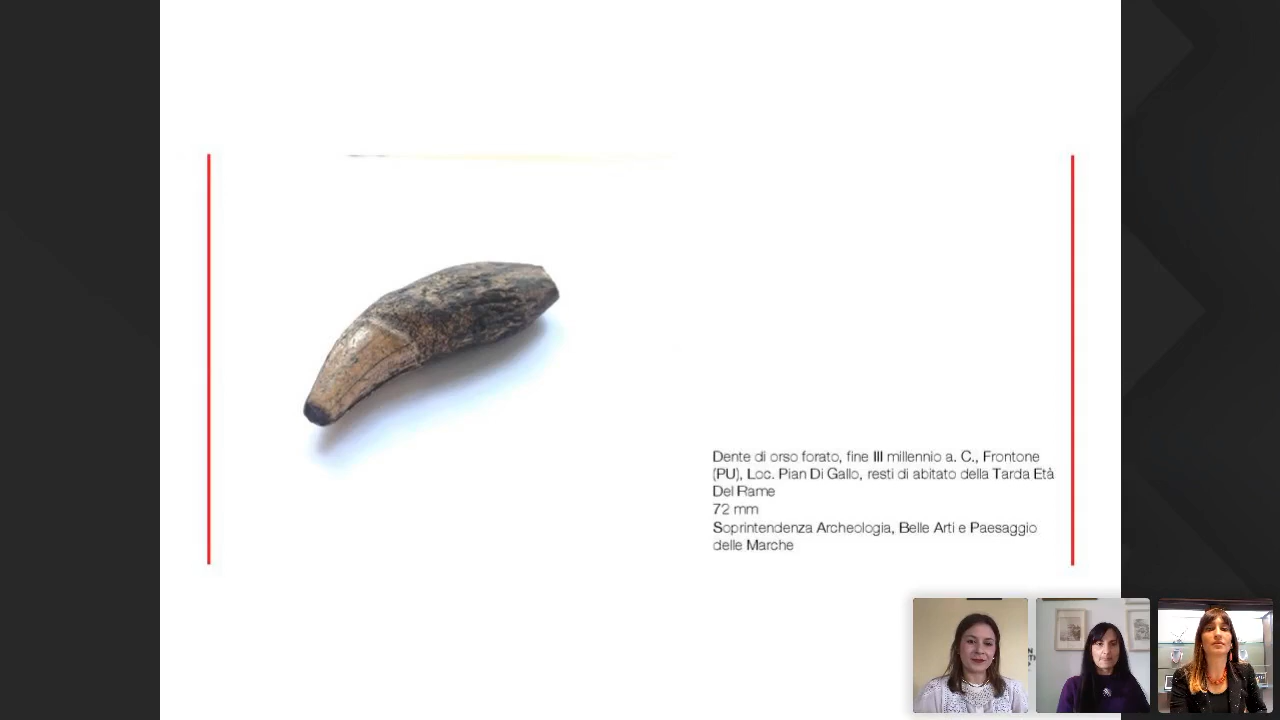 Dente di orso forato, fine III millennio a. C., Frontone
(PU), Loc. Pian Di Gallo, resti di abitato della Tarda Età
Del Rame
72 mm
Soprintendenza Archeologia, Belle Arti e Paesaggio
delle Marche